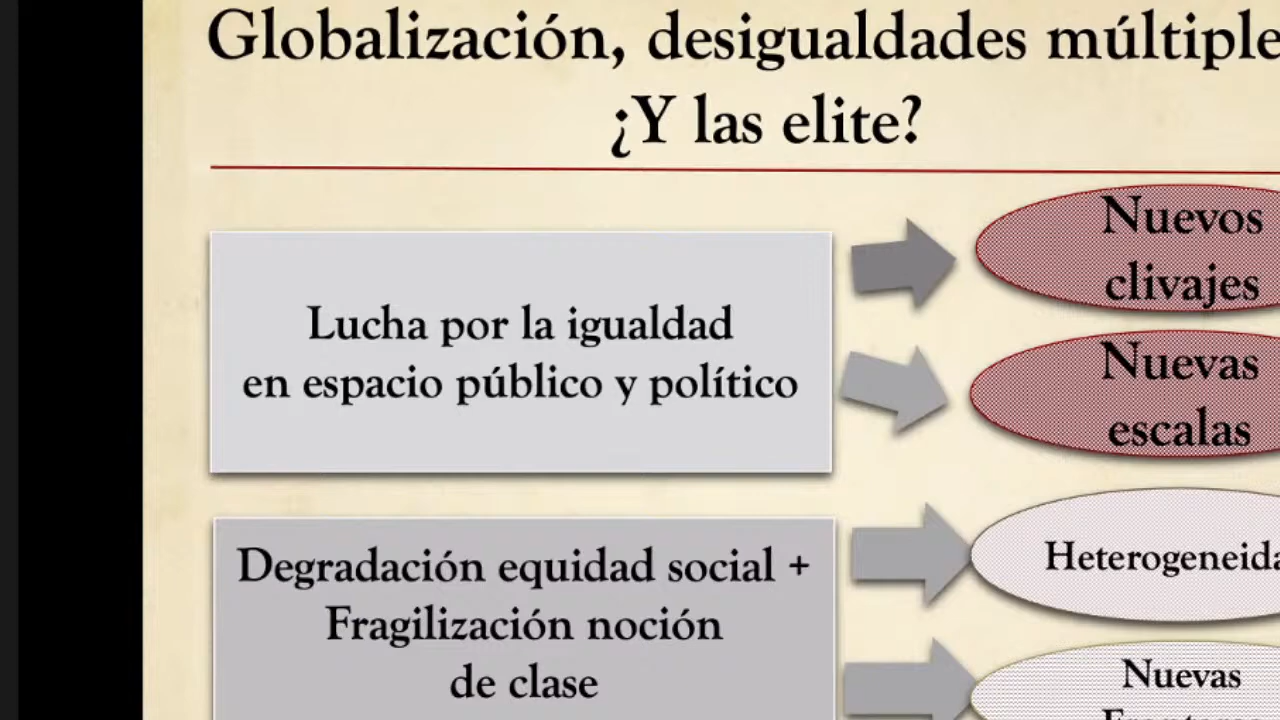 Globalización, desigualdades múltiple
¿Y las elite?
Nuevos
clivajes
Lucha por la igualdad
en espacio público y político
Nuevas
escalas
Degradación equidad social +
Fragilización noción
de clase
Heterogeneida
Nuevas